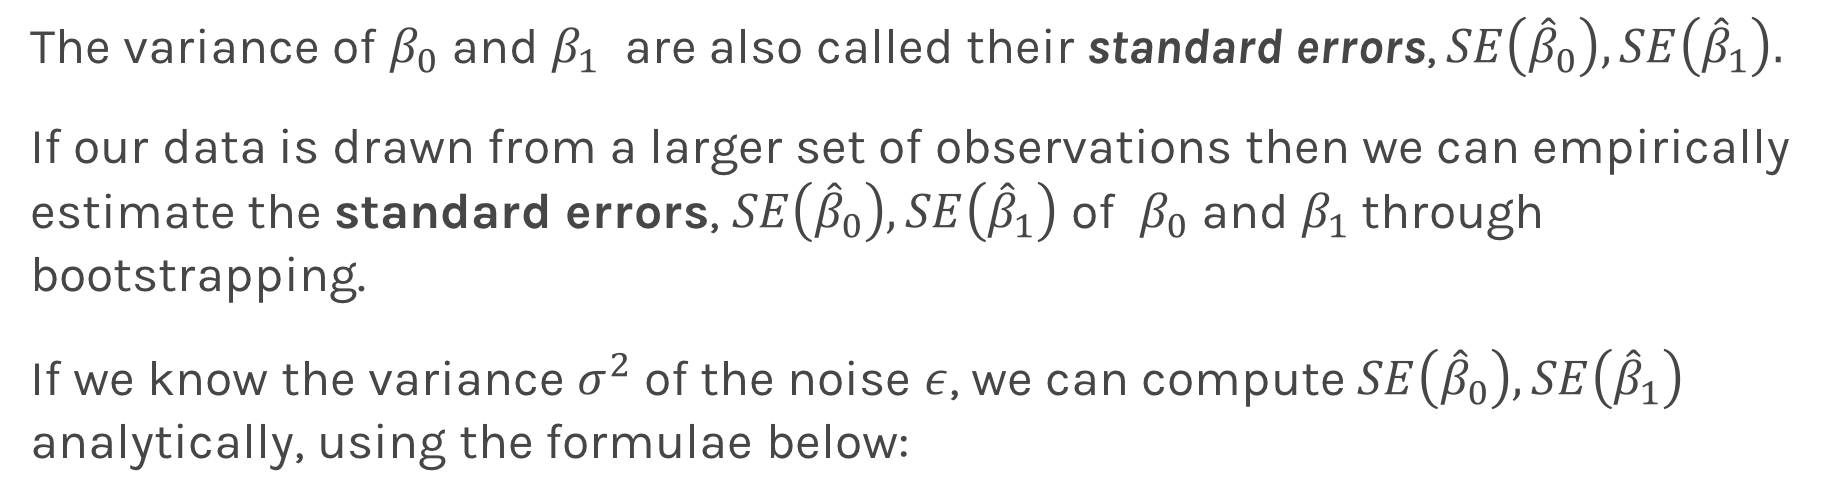 The variance of β₀ and β₁ are also called their standard errors, SE(β̂₀), SE(β̂₁).
If our data is drawn from a larger set of observations then we can empirically
estimate the standard errors, SE(β̂₀), SE(β̂₁) of β₀ and β₁ through
bootstrapping.
If we know the variance σ² of the noise ϵ, we can compute SE(β̂₀), SE(β̂₁)
analytically, using the formulae below: